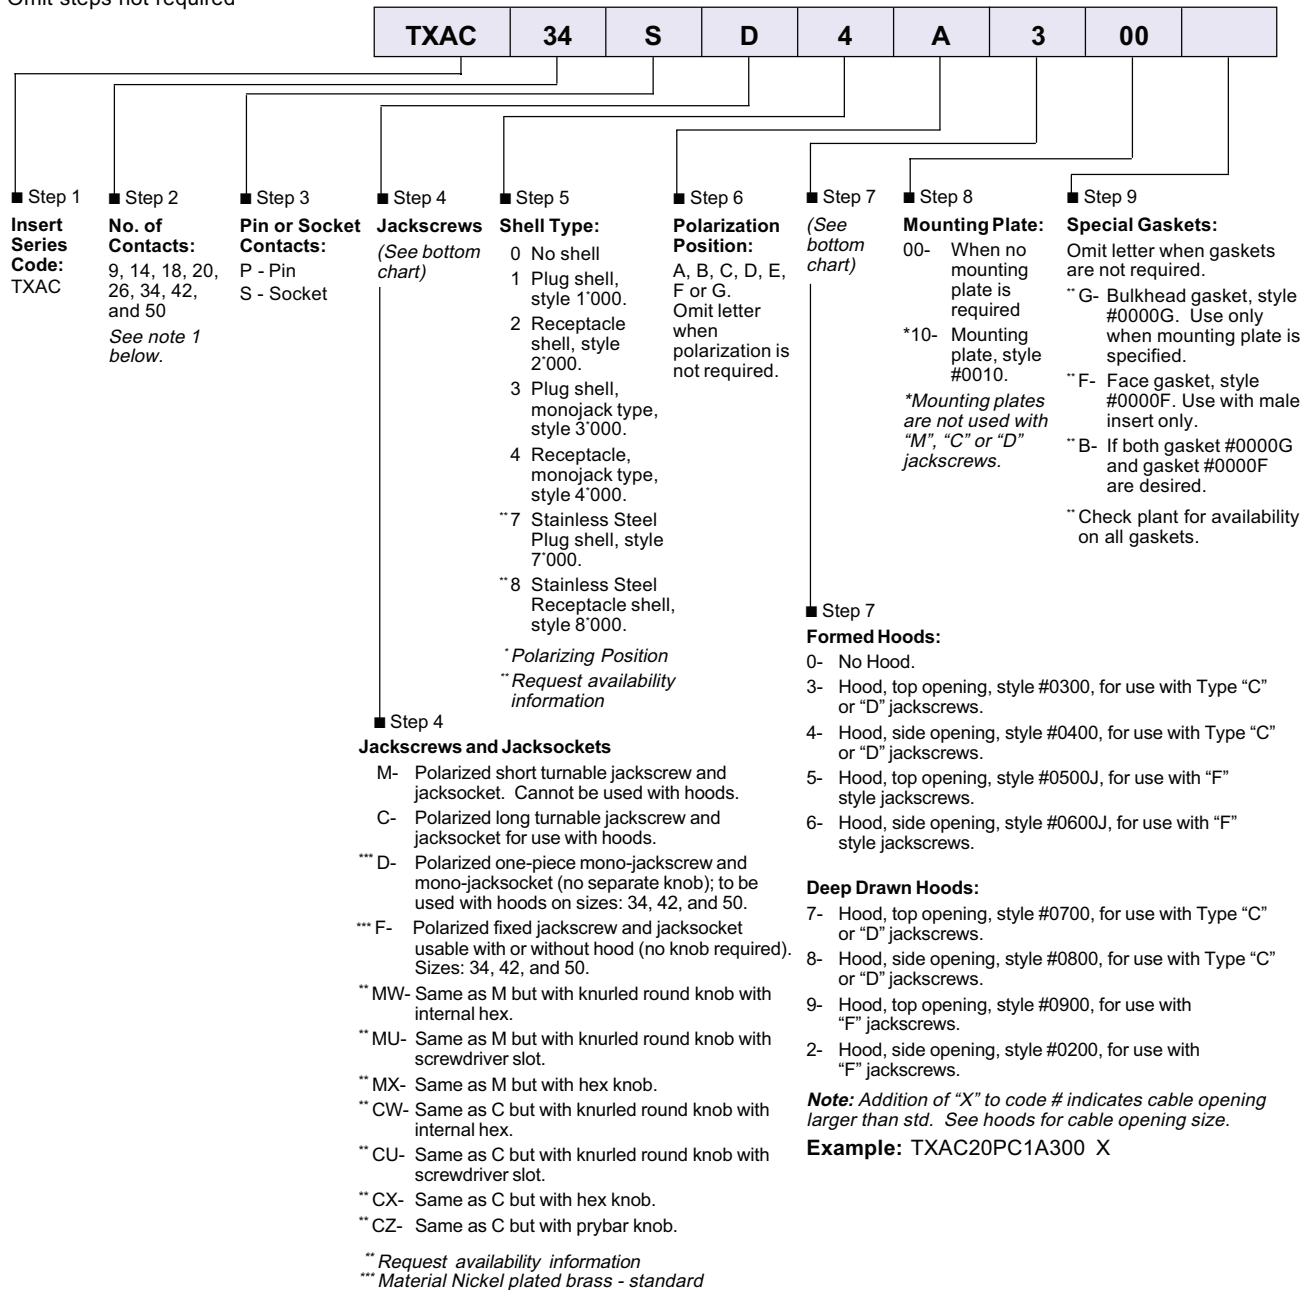 Omit steps not required
TXAC 34 S D 4 A 3 00
■ Step 1
Insert
Series
Code:
TXAC
■ Step 2
No. of
Contacts:
9, 14, 18, 20,
26, 34, 42,
and 50
See note 1
below.
■ Step 3
Pin or Socket
Contacts:
P - Pin
S - Socket
■ Step 4
Jackscrews
(See bottom
chart)
■ Step 5
Shell Type:
0 No shell
1 Plug shell,
style 1*000.
2 Receptacle
shell, style
2*000.
3 Plug shell,
monojack type,
style 3*000.
4 Receptacle,
monojack type,
style 4*000.
**7 Stainless Steel
Plug shell, style
7*000.
**8 Stainless Steel
Receptacle shell,
style 8*000.
* Polarizing Position
** Request availability
information
■ Step 6
Polarization
Position:
A, B, C, D, E,
F or G.
Omit letter
when
polarization is
not required.
■ Step 7
(See
bottom
chart)
■ Step 8
Mounting Plate:
00- When no
mounting
plate is
required
*10- Mounting
plate, style
#0010.
*Mounting plates
are not used with
“M”, “C” or “D”
jackscrews.
■ Step 9
Special Gaskets:
Omit letter when gaskets
are not required.
**G- Bulkhead gasket, style
#0000G. Use only
when mounting plate is
specified.
**F- Face gasket, style
#0000F. Use with male
insert only.
**B- If both gasket #0000G
and gasket #0000F
are desired.
** Check plant for availability
on all gaskets.
■ Step 4
Jackscrews and Jacksockets
M- Polarized short turnable jackscrew and
jacksocket. Cannot be used with hoods.
C- Polarized long turnable jackscrew and
jacksocket for use with hoods.
*** D- Polarized one-piece mono-jackscrew and
mono-jacksocket (no separate knob); to be
used with hoods on sizes: 34, 42, and 50.
*** F- Polarized fixed jackscrew and jacksocket
usable with or without hood (no knob required).
Sizes: 34, 42, and 50.
** MW- Same as M but with knurled round knob with
internal hex.
** MU- Same as M but with knurled round knob with
screwdriver slot.
** MX- Same as M but with hex knob.
** CW- Same as C but with knurled round knob with
internal hex.
** CU- Same as C but with knurled round knob with
screwdriver slot.
** CX- Same as C but with hex knob.
** CZ- Same as C but with prybar knob.
** Request availability information
*** Material Nickel plated brass - standard
■ Step 7
Formed Hoods:
0- No Hood.
3- Hood, top opening, style #0300, for use with Type “C”
or “D” jackscrews.
4- Hood, side opening, style #0400, for use with Type “C”
or “D” jackscrews.
5- Hood, top opening, style #0500J, for use with “F”
style jackscrews.
6- Hood, side opening, style #0600J, for use with “F”
style jackscrews.
Deep Drawn Hoods:
7- Hood, top opening, style #0700, for use with Type “C”
or “D” jackscrews.
8- Hood, side opening, style #0800, for use with Type “C”
or “D” jackscrews.
9- Hood, top opening, style #0900, for use with
“F” jackscrews.
2- Hood, side opening, style #0200, for use with
“F” jackscrews.
Note: Addition of “X” to code # indicates cable opening
larger than std. See hoods for cable opening size.
Example: TXAC20PC1A300 X